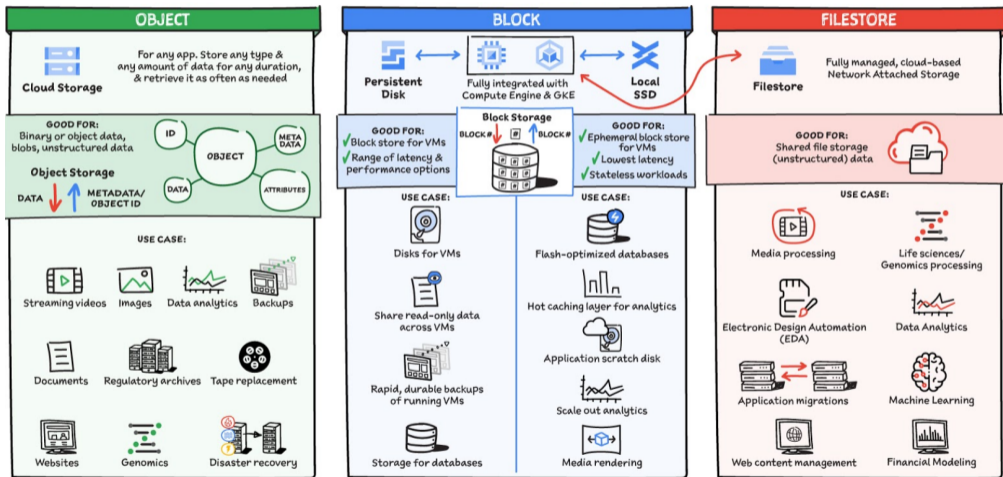 OBJECT
Cloud Storage
For any app. Store any type &
any amount of data for any duration,
& retrieve it as often as needed
GOOD FOR:
Binary or object data,
blobs, unstructured data
Object Storage
DATA
METADATA/
OBJECT ID
ID
META
DATA
OBJECT
DATA
ATTRIBUTES
USE CASE:
Streaming videos
Images
Data analytics
Backups
Documents
Regulatory archives
Tape replacement
Websites
Genomics
Disaster recovery
BLOCK
Persistent
Disk
Fully integrated with
Compute Engine & GKE
Local
SSD
Block Storage
BLOCK#
#
BLOCK#
GOOD FOR:
Block store for VMs
Range of latency &
performance options
GOOD FOR:
Ephemeral block store
for VMs
Lowest latency
Stateless workloads
USE CASE:
Disks for VMs
Share read-only data
across VMs
Rapid, durable backups
of running VMs
Storage for databases
USE CASE:
Flash-optimized databases
Hot caching layer for analytics
Application scratch disk
Scale out analytics
Media rendering
FILESTORE
Filestore
Fully managed, cloud-based
Network Attached Storage
GOOD FOR:
Shared file storage
(unstructured) data
USE CASE:
Media processing
Life sciences/
Genomics processing
Electronic Design Automation
(EDA)
Data Analytics
Application migrations
Machine Learning
Web content management
Financial Modeling